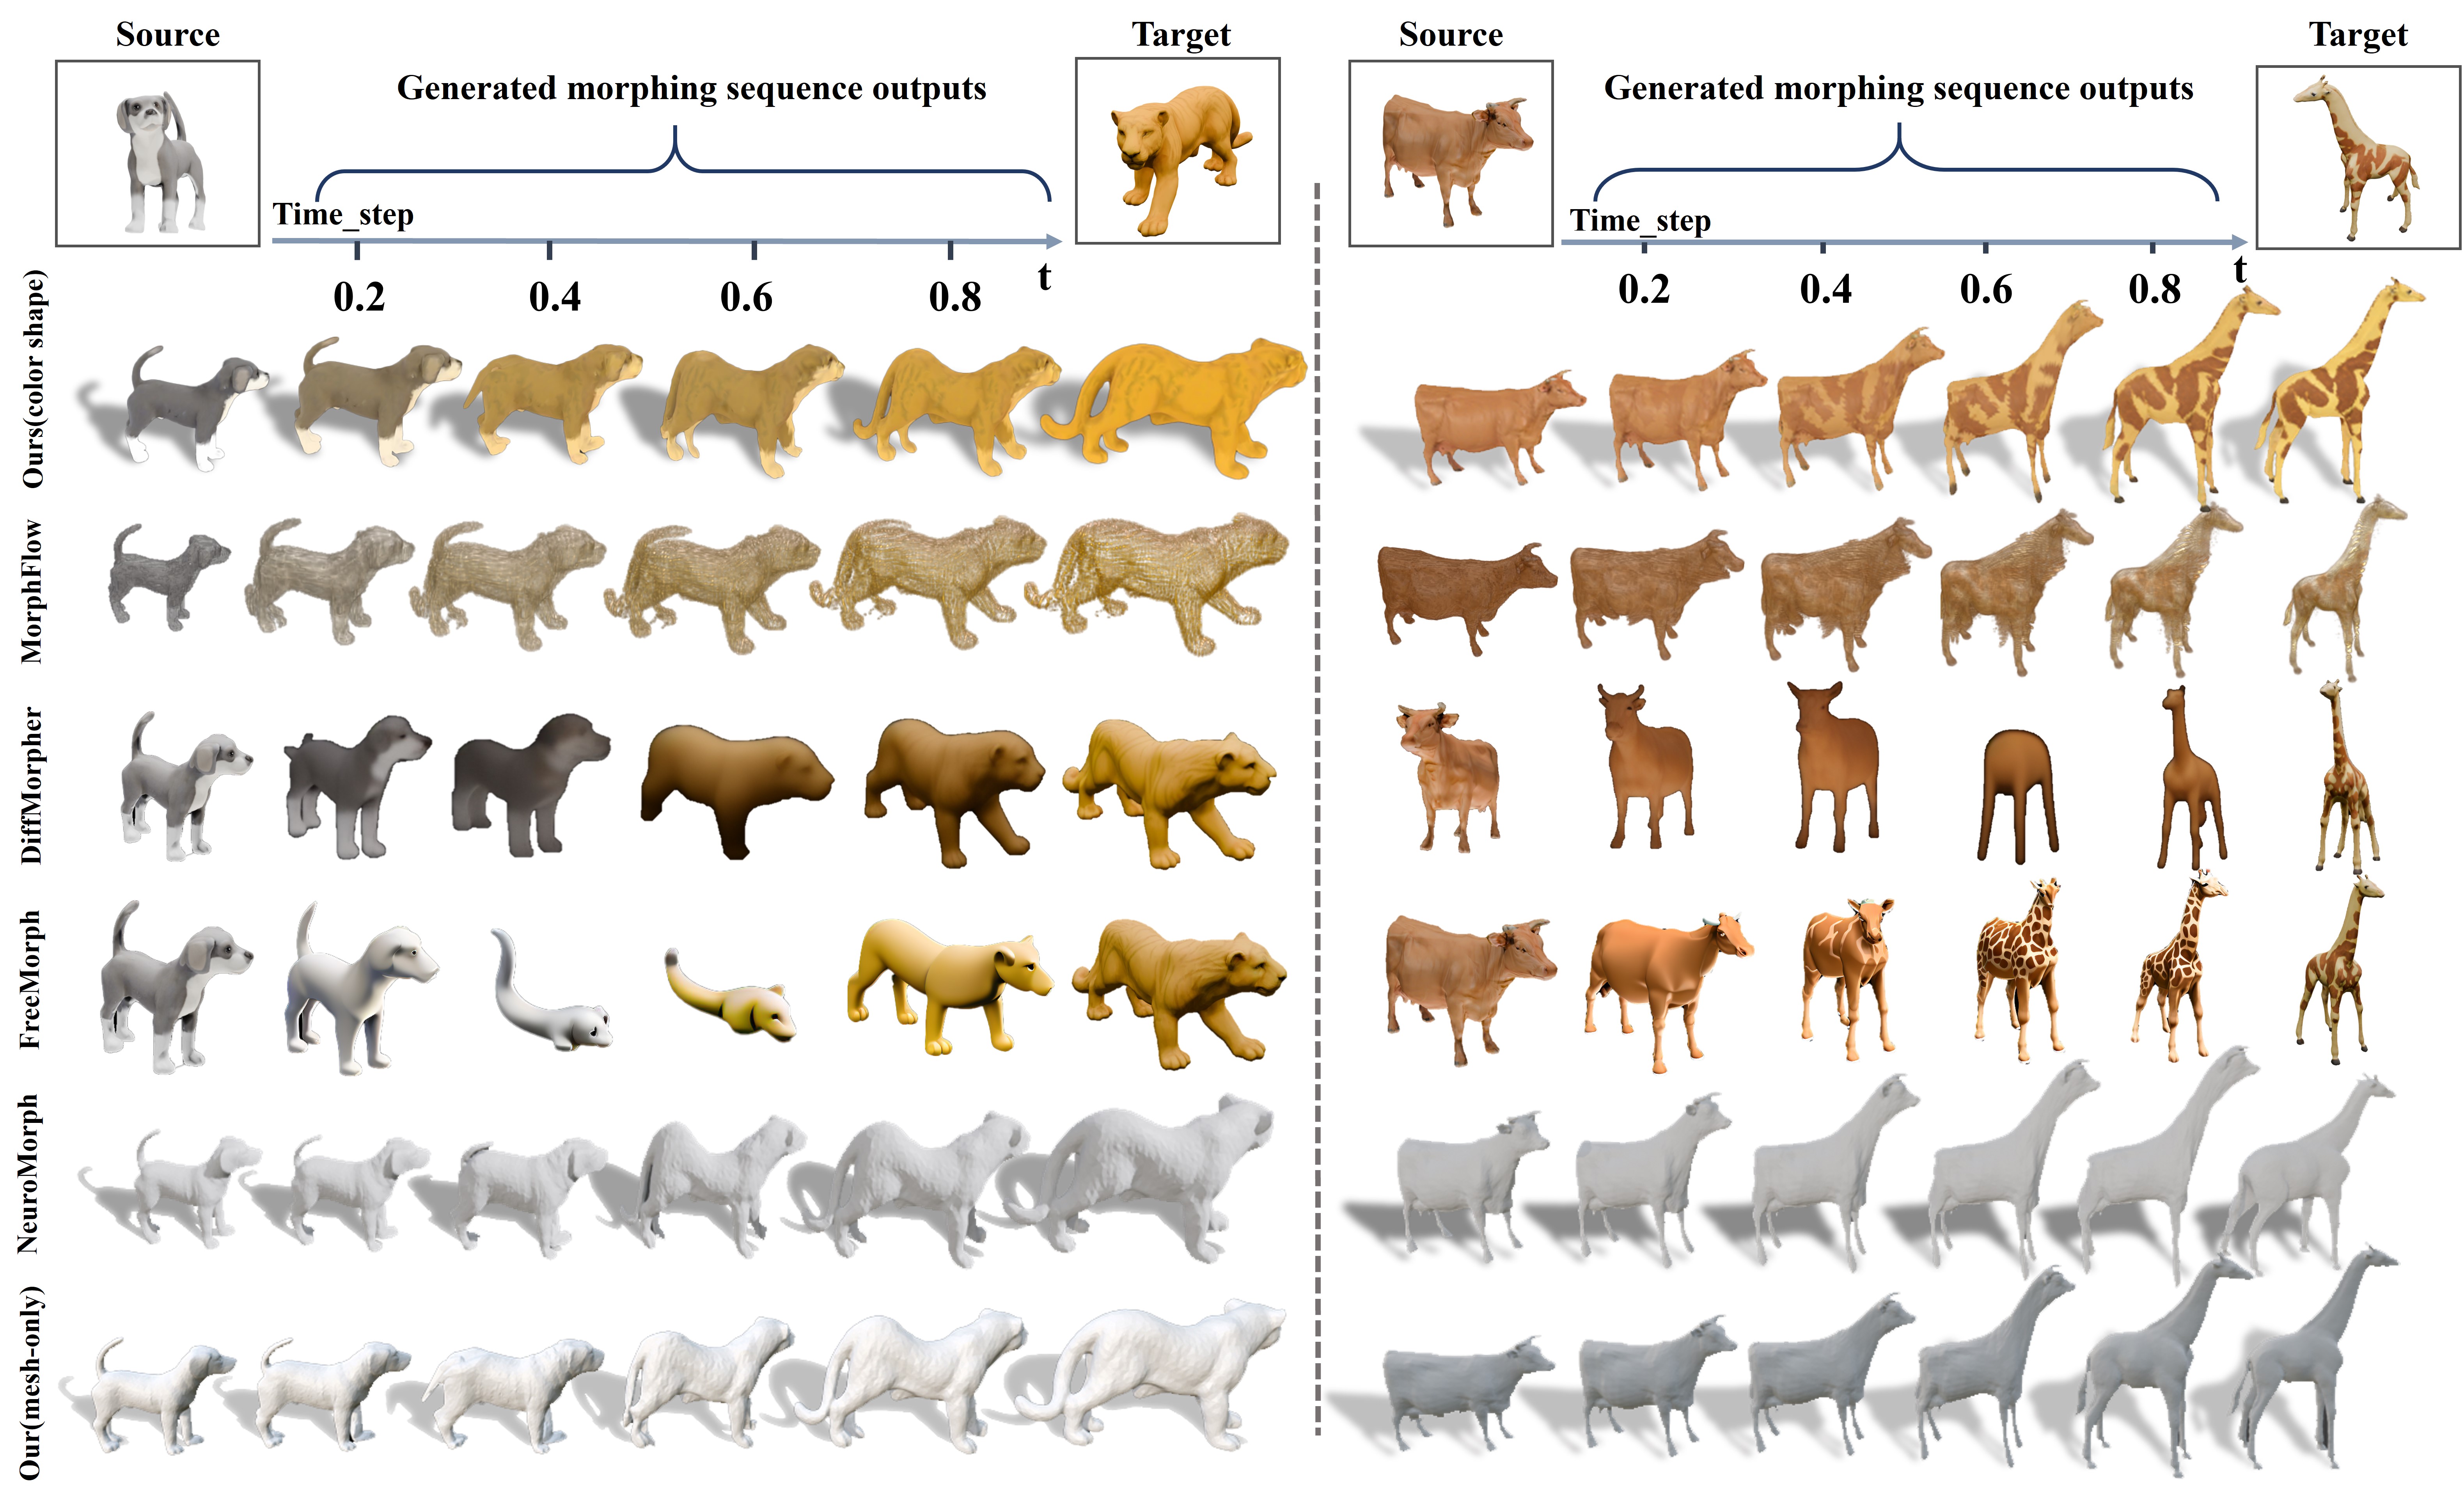 Source
Generated morphing sequence outputs
Target
Time_step
0.2
0.4
0.6
0.8
t
Source
Generated morphing sequence outputs
Target
Time_step
0.2
0.4
0.6
0.8
t
Ours(color shape)
MorphFlow
DiffMorpher
FreeMorph
NeuroMorph
Our(mesh-only)